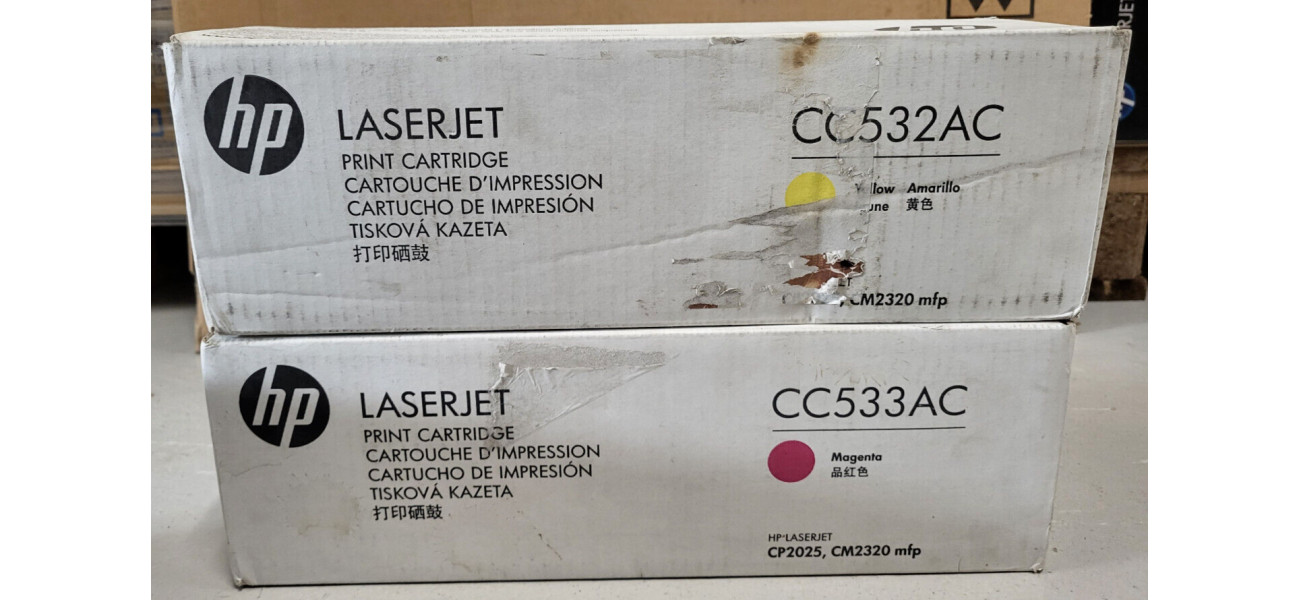 hp
LASERJET
PRINT CARTRIDGE
CARTOUCHE D'IMPRESSION
CARTUCHO DE IMPRESIÓN
TISKOVÁ KAZETA
打印硒鼓
CC532AC
Amarillo
黄色
, CM2320 mfp
hp
LASERJET
PRINT CARTRIDGE
CARTOUCHE D'IMPRESSION
CARTUCHO DE IMPRESIÓN
TISKOVÁ KAZETA
打印硒鼓
CC533AC
Magenta
品红色
HP LASERJET
CP2025, CM2320 mfp